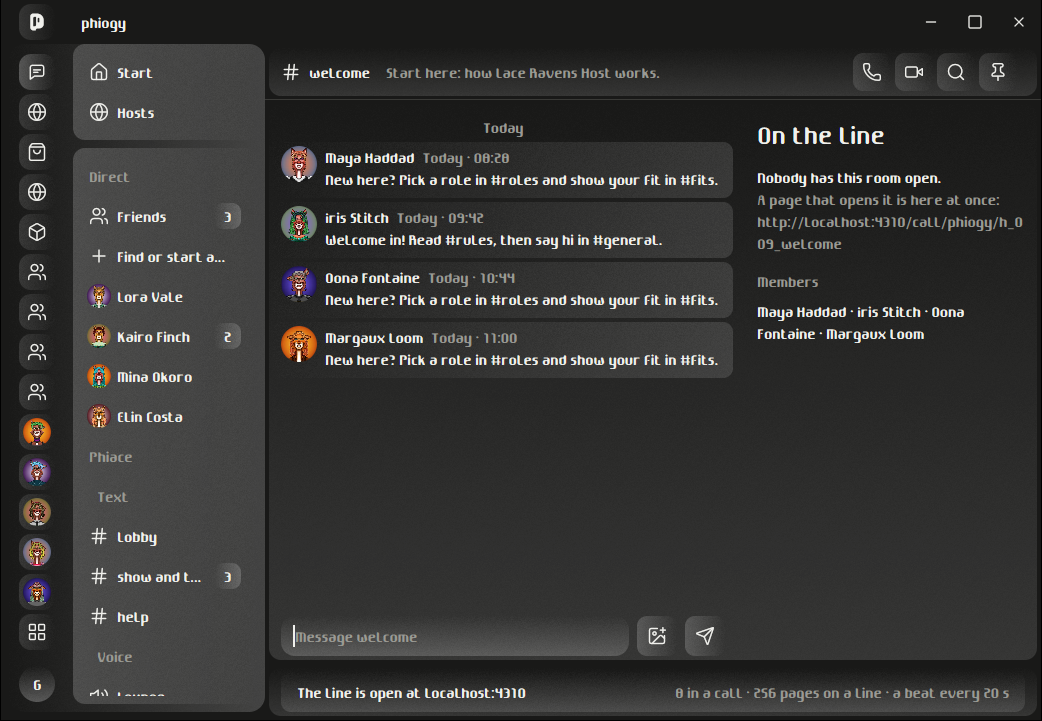 phiogy
Start
Hosts
Direct
Friends 3
Find or start a...
Lora Vale
Kairo Finch 2
Mina Okoro
Elin Costa
Phiace
Text
Lobby
show and t... 3
help
Voice
G
# welcome Start here: how Lace Ravens Host works.
Today
Maya Haddad Today · 08:28
New here? Pick a role in #roles and show your fit in #fits.
iris Stitch Today · 09:42
Welcome in! Read #rules, then say hi in #general.
Oona Fontaine Today · 10:44
New here? Pick a role in #roles and show your fit in #fits.
Margaux Loom Today · 11:00
New here? Pick a role in #roles and show your fit in #fits.
Message welcome
On the Line
Nobody has this room open.
A page that opens it is here at once:
http://localhost:4310/call/phiogy/h_0
09_welcome
Members
Maya Haddad · iris Stitch · Oona
Fontaine · Margaux Loom
The Line is open at localhost:4310
0 in a call · 256 pages on a line · a beat every 20 s